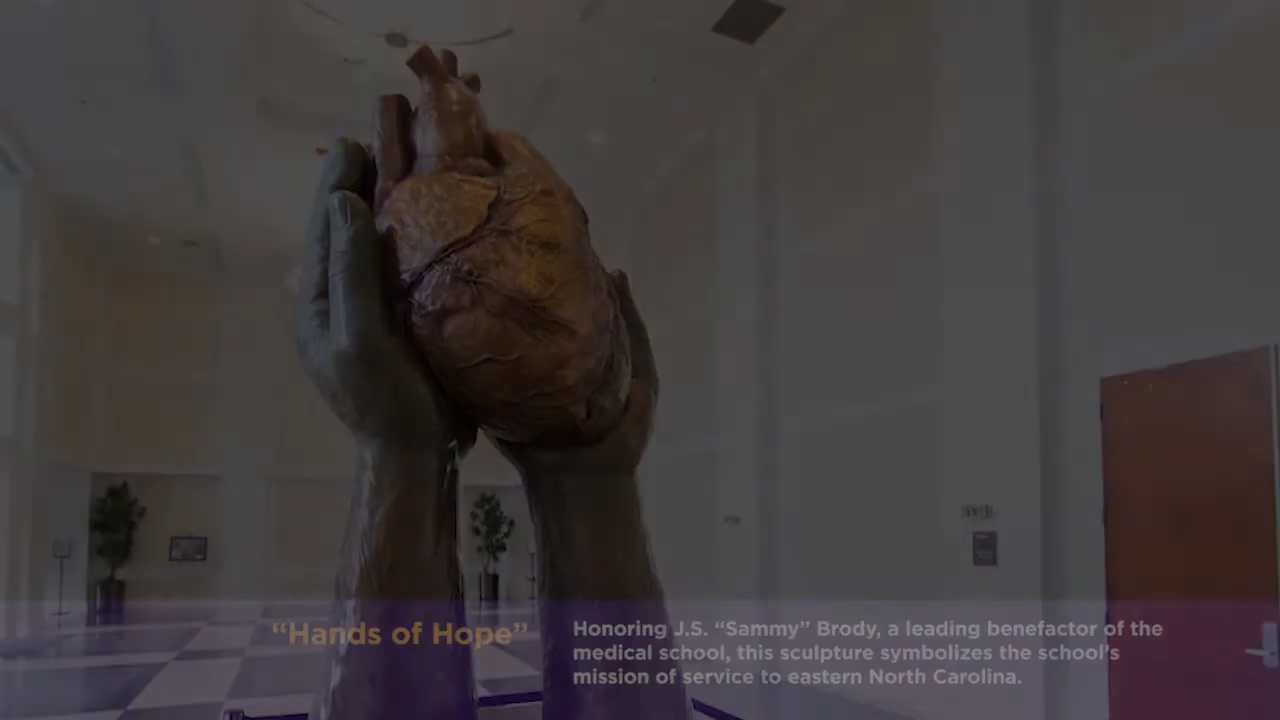 “Hands of Hope”
Honoring J.S. “Sammy” Brody, a leading benefactor of the
medical school, this sculpture symbolizes the school’s
mission of service to eastern North Carolina.